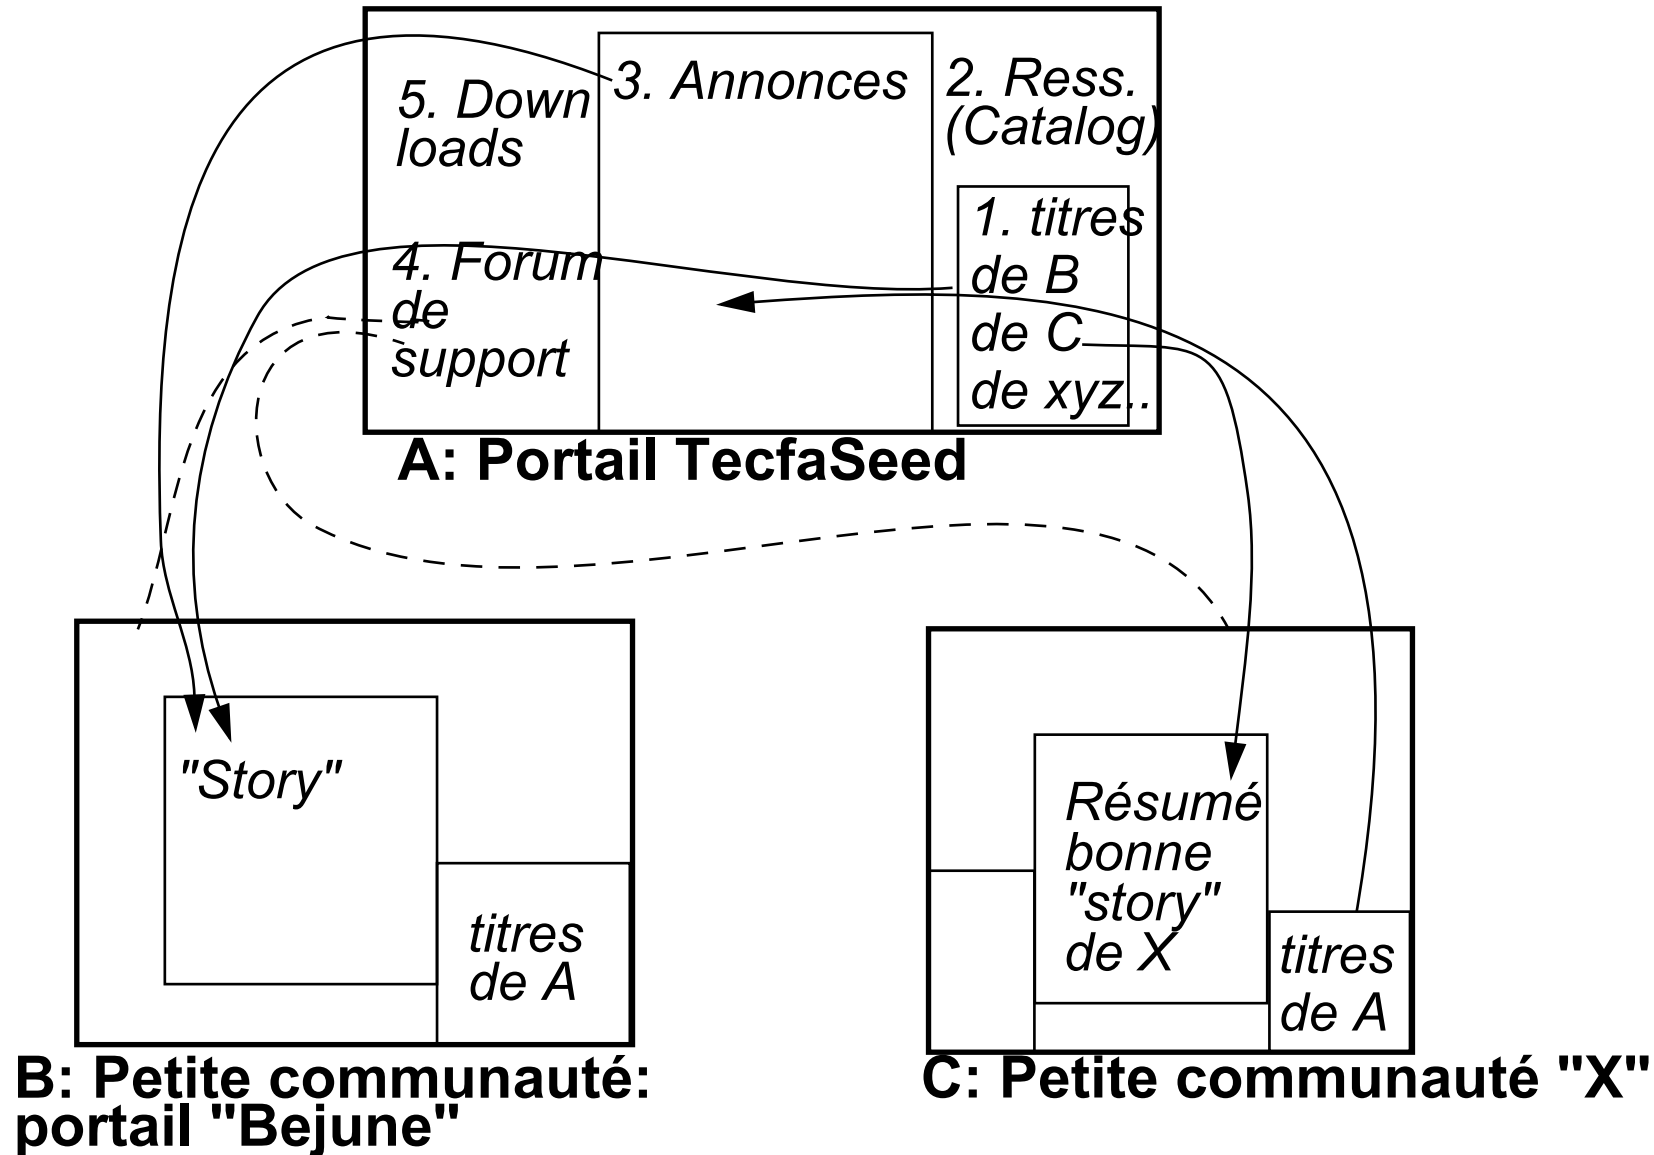 5. Down
loads
3. Annonces
2. Ress.
(Catalog)
1. titres
de B
de C
de xyz..
4. Forum
de
support
A: Portail TecfaSeed
"Story"
titres
de A
B: Petite communauté:
portail "Bejune"
Résumé
bonne
"story"
de X
titres
de A
C: Petite communauté "X"